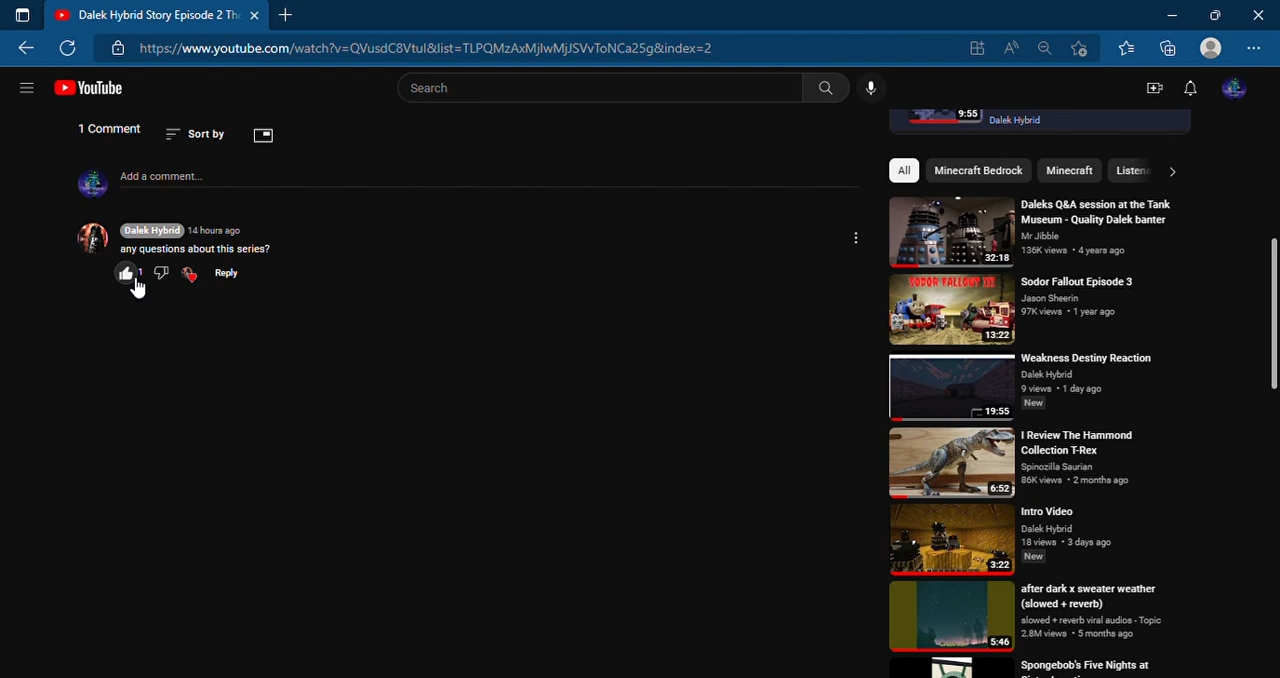 Dalek Hybrid Story Episode 2 The
https://www.youtube.com/watch?v=QVusdC8VtuI&list=TLPQMzAxMjIwMjJSVvToNCa25g&index=2
YouTube
Search
1 Comment
Sort by
Add a comment...
Dalek Hybrid 14 hours ago
any questions about this series?
1
Reply
9:55
Dalek Hybrid
All
Minecraft Bedrock
Minecraft
Listena
32:18
Daleks Q&A session at the Tank
Museum - Quality Dalek banter
Mr Jibble
136K views • 4 years ago
SODOR FALLOUT III
13:22
Sodor Fallout Episode 3
Jason Sheerin
97K views • 1 year ago
19:55
Weakness Destiny Reaction
Dalek Hybrid
9 views • 1 day ago
New
6:52
I Review The Hammond
Collection T-Rex
Spinozilla Saurian
86K views • 2 months ago
3:22
Intro Video
Dalek Hybrid
18 views • 3 days ago
New
5:46
after dark x sweater weather
(slowed + reverb)
slowed + reverb viral audios - Topic
2.8M views • 5 months ago
Spongebob's Five Nights at